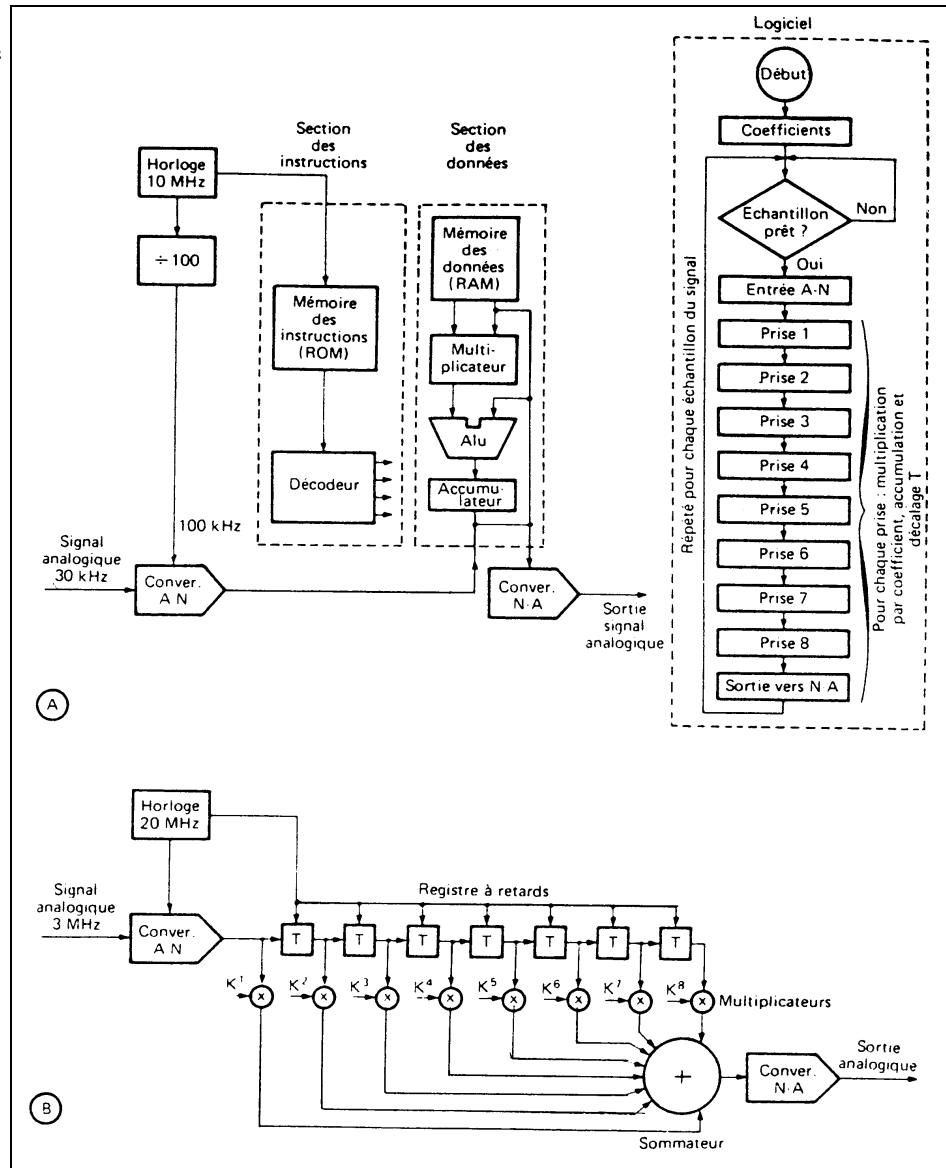 Logiciel
Début
Coefficients
Echantillon
prêt ?
Non
Oui
Entrée A-N
Prise 1
Prise 2
Prise 3
Prise 4
Prise 5
Prise 6
Prise 7
Prise 8
Sortie vers N-A
Répété pour chaque échantillon du signal
Pour chaque prise : multiplication
par coefficient, accumulation et
décalage T
Section
des
instructions
Section
des
données
Horloge
10 MHz
÷ 100
Mémoire
des
instructions
(ROM)
Décodeur
Mémoire
des
données
(RAM)
Multi-
plicateur
Alu
Accumu-
lateur
100 kHz
Signal
analogique
30 kHz
Conver.
A N
Conver.
N-A
Sortie
signal
analogique
A
Horloge
20 MHz
Signal
analogique
3 MHz
Conver.
A N
Registre à retards
T T T T T T T
K1 K2 K3 K4 K5 K6 K7 K8
x x x x x x x x
Multiplicateurs
+
Sommateur
Conver.
N-A
Sortie
analogique
B